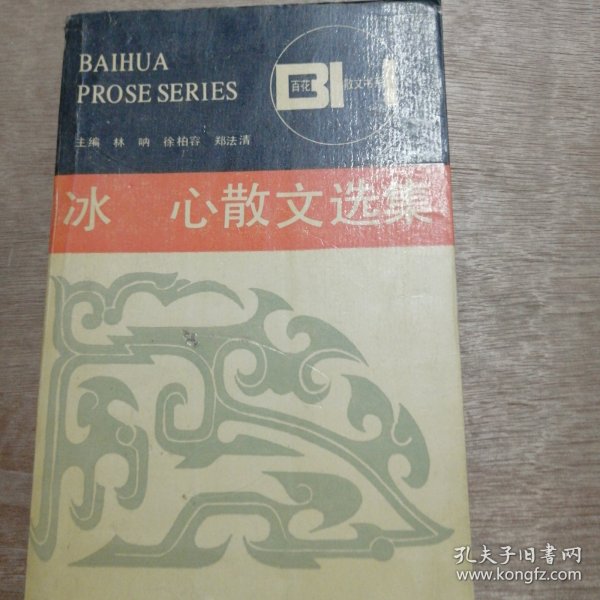 BAIHUA
PROSE SERIES
百花
散文书
主编 林呐 徐柏容 郑法清
冰 心散文选集
孔夫子旧书网
www.kongfz.com